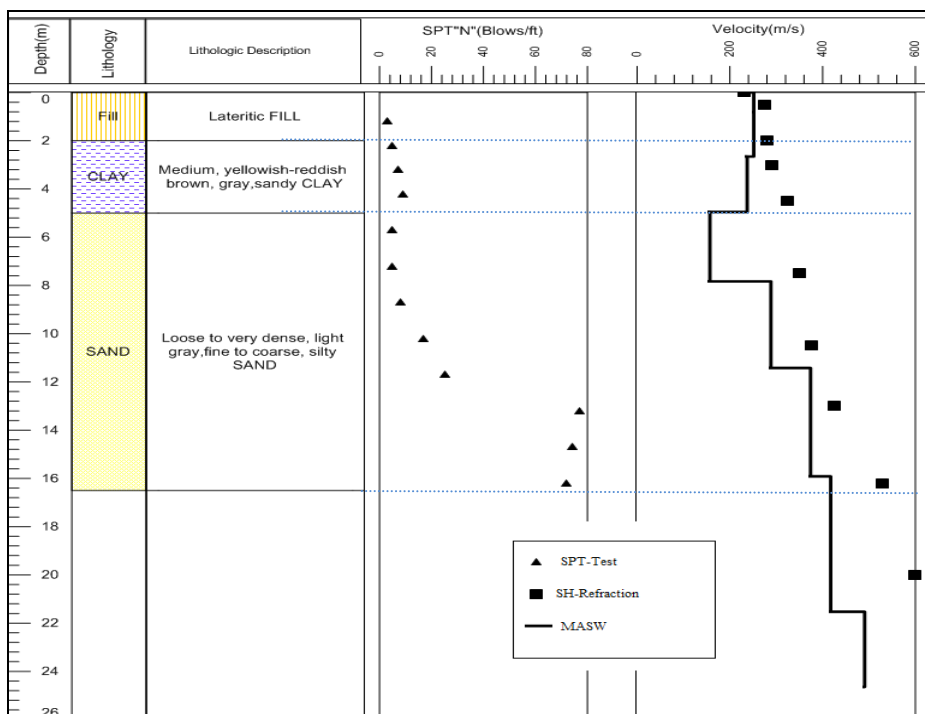 SPT"N"(Blows/ft)
Velocity(m/s)
Depth(m)
Lithology
Lithologic Description
0
20
40
60
80
200
400
600
0
Fill
Lateritic FILL
2
CLAY
Medium, yellowish-reddish
brown, gray,sandy CLAY
4
6
8
10
SAND
Loose to very dense, light
gray,fine to coarse, silty
SAND
12
14
16
18
20
22
24
26
SPT-Test
SH-Refraction
MASW